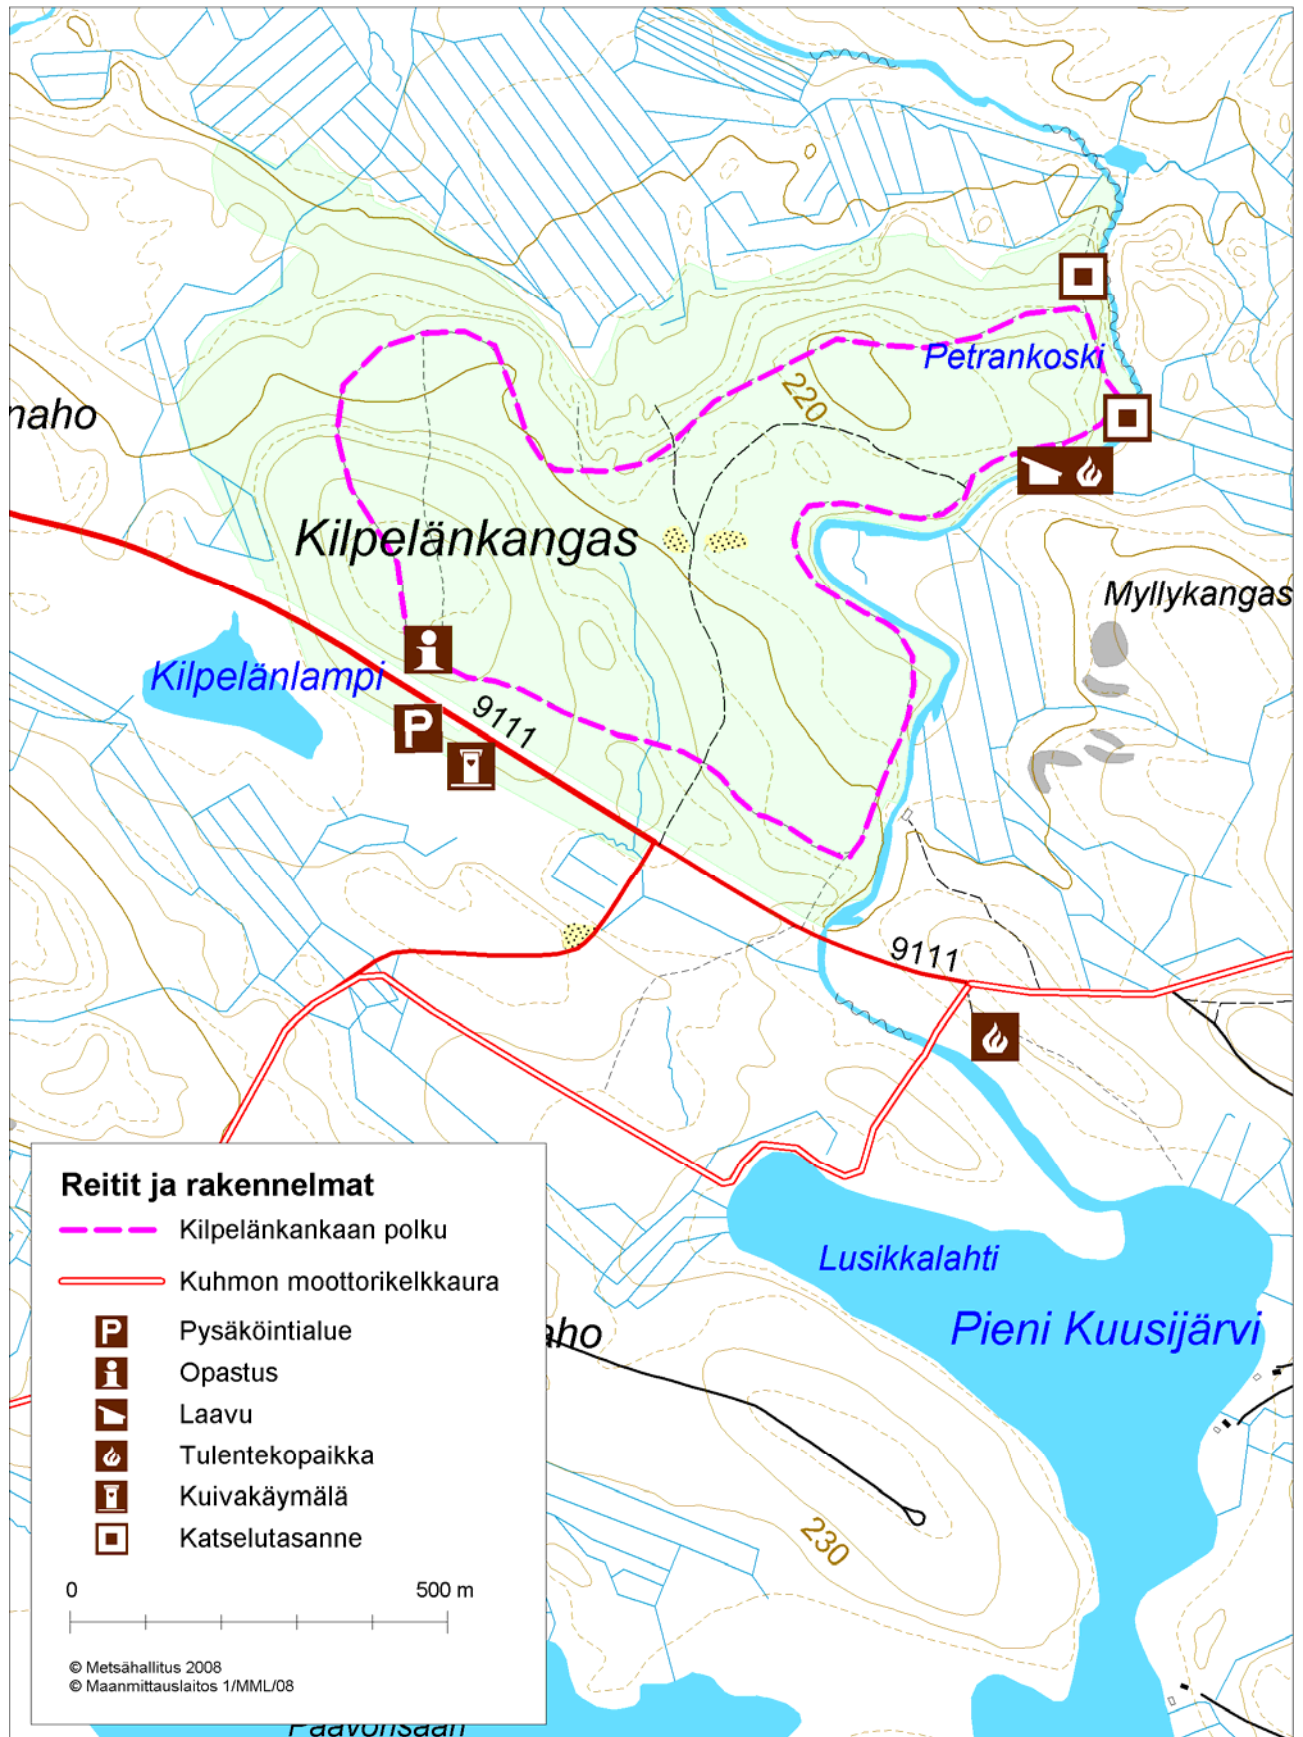 220
Petrankoski
naho
Kilpelänkangas
Myllykangas
Kilpelänlampi
P
9111
9111
Lusikkalahti
Pieni Kuusijärvi
aho
230
Reitit ja rakennelmat
Kilpelänkankaan polku
Kuhmon moottorikelkkaura
P Pysäköintialue
i Opastus
Laavu
Tulentekopaikka
Kuivakäymälä
Katselutasanne
0 500 m
© Metsähallitus 2008
© Maanmittauslaitos 1/MML/08